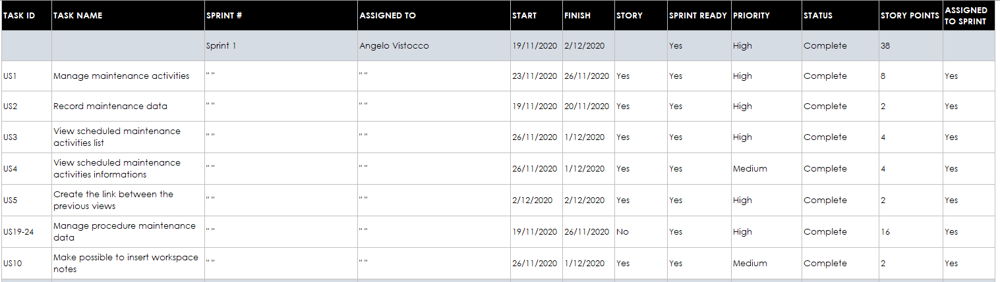 TASK ID TASK NAME SPRINT # ASSIGNED TO START FINISH STORY SPRINT READY PRIORITY STATUS STORY POINTS ASSIGNED TO SPRINT
Sprint 1 Angelo Vistocco 19/11/2020 2/12/2020 Yes High Complete 38
US1 Manage maintenance activities " " " " 23/11/2020 26/11/2020 Yes Yes High Complete 8 Yes
US2 Record maintenance data " " " " 19/11/2020 20/11/2020 Yes Yes High Complete 2 Yes
US3 View scheduled maintenance activities list " " " " 26/11/2020 1/12/2020 Yes Yes High Complete 4 Yes
US4 View scheduled maintenance activities informations " " " " 26/11/2020 1/12/2020 Yes Yes Medium Complete 4 Yes
US5 Create the link between the previous views " " " " 2/12/2020 2/12/2020 Yes Yes High Complete 2 Yes
US19-24 Manage procedure maintenance data " " " " 19/11/2020 26/11/2020 No Yes High Complete 16 Yes
US10 Make possible to insert workspace notes " " " " 26/11/2020 1/12/2020 Yes Yes Medium Complete 2 Yes